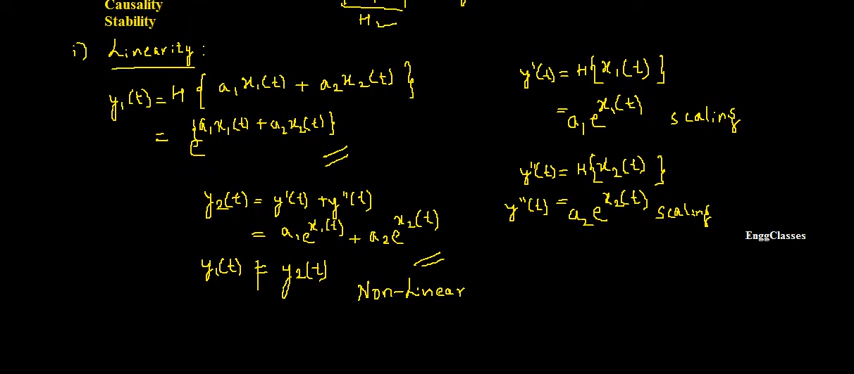 Causality
Stability
H₂
i) Linearity :
y₁(t) = H { a₁x₁(t) + a₂x₂(t) }
= e^{a₁x₁(t) + a₂x₂(t)}
y₂(t) = y'(t) + y''(t)
= a₁e^x₁(t) + a₂e^x₂(t)
y₁(t) ≠ y₂(t)
Non-Linear
y'(t) = H{x₁(t)}
= a₁e^x₁(t) scaling
y''(t) = H{x₂(t)}
y''(t) = a₂e^x₂(t) scaling
EnggClasses